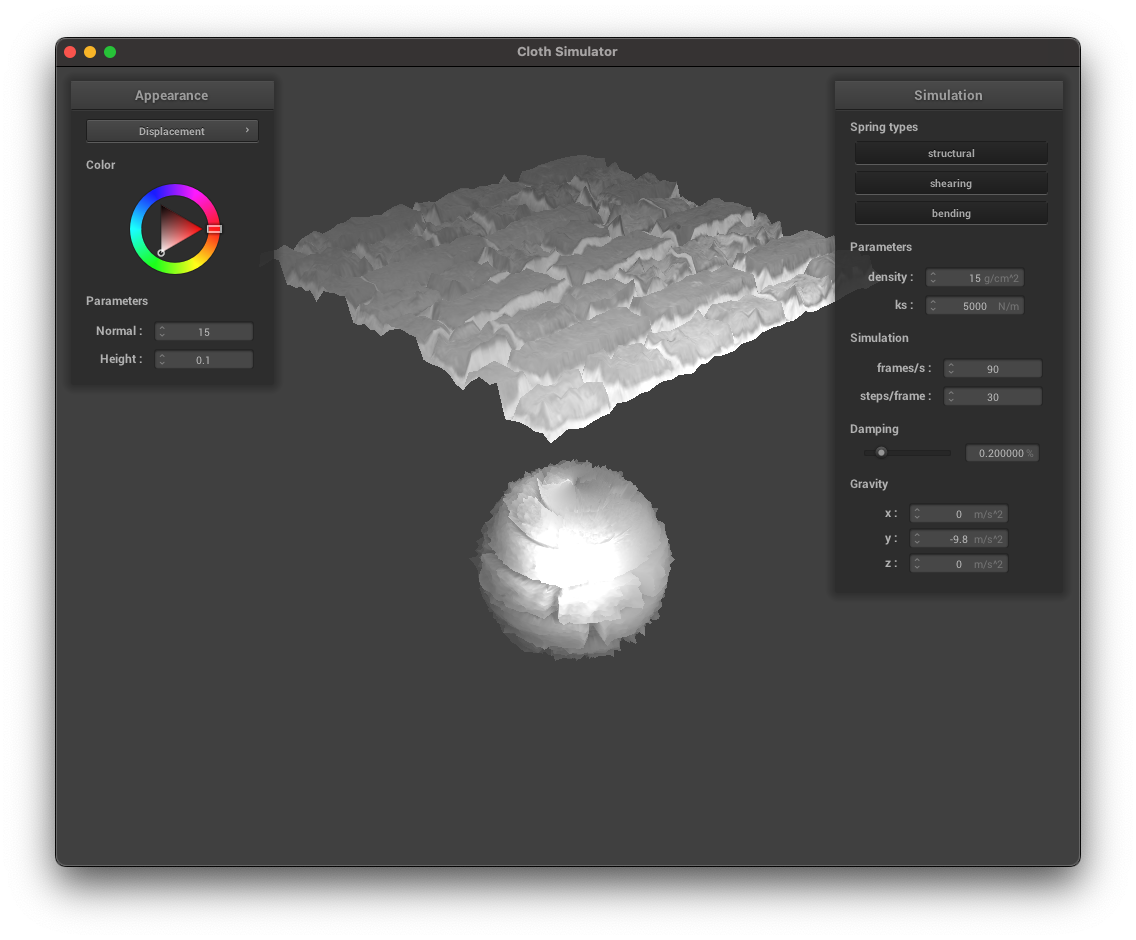 Cloth Simulator
Appearance
Displacement
Color
Parameters
Normal : 15
Height : 0.1
Simulation
Spring types
structural
shearing
bending
Parameters
density : 15 g/cm^2
ks : 5000 N/m
Simulation
frames/s : 90
steps/frame : 30
Damping
0.200000 %
Gravity
x : 0 m/s^2
y : -9.8 m/s^2
z : 0 m/s^2